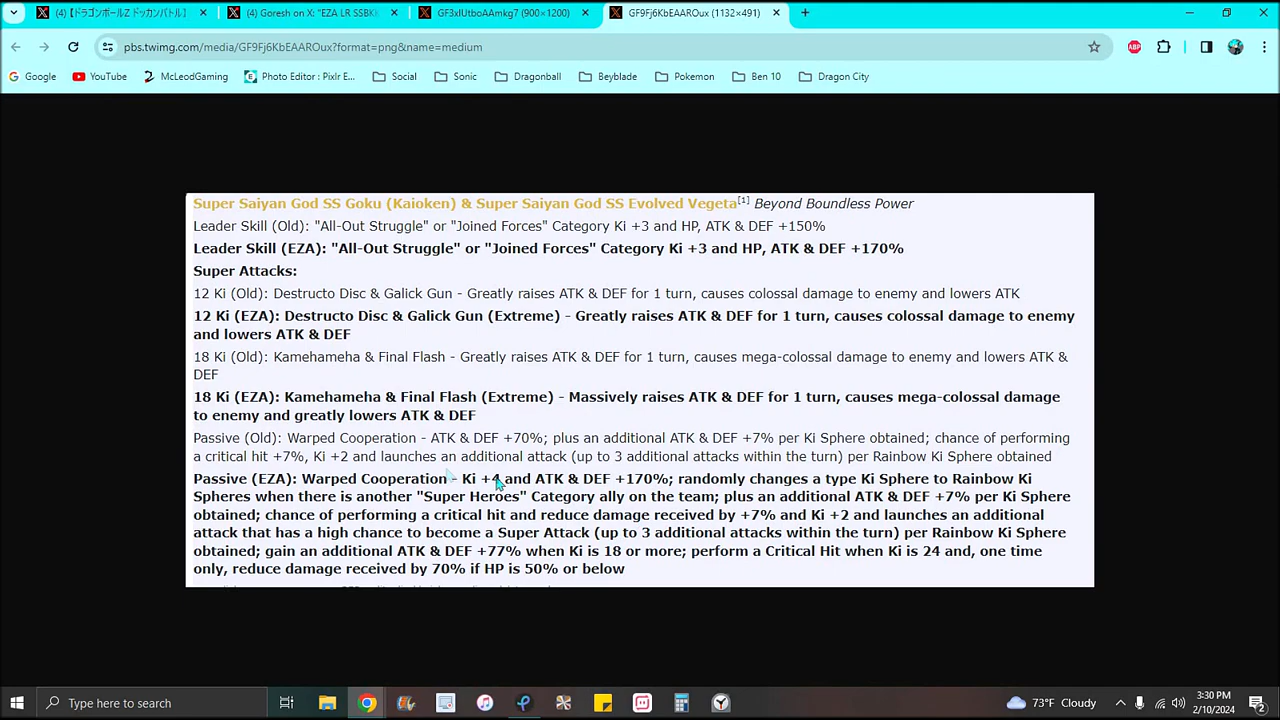 (4) 【ドラゴンボールZ ドッカンバトル】
(4) Goresh on X: "EZA LR SSBKK
GF3xIUtboAAmkg7 (900×1200)
GF9Fj6KbEAAROux (1132×491)
pbs.twimg.com/media/GF9Fj6KbEAAROux?format=png&name=medium
ABP
Google YouTube McLeodGaming Photo Editor : Pixlr E... Social Sonic Dragonball Beyblade Pokemon Ben 10 Dragon City
Super Saiyan God SS Goku (Kaioken) & Super Saiyan God SS Evolved Vegeta[1] Beyond Boundless Power
Leader Skill (Old): "All-Out Struggle" or "Joined Forces" Category Ki +3 and HP, ATK & DEF +150%
Leader Skill (EZA): "All-Out Struggle" or "Joined Forces" Category Ki +3 and HP, ATK & DEF +170%
Super Attacks:
12 Ki (Old): Destructo Disc & Galick Gun - Greatly raises ATK & DEF for 1 turn, causes colossal damage to enemy and lowers ATK
12 Ki (EZA): Destructo Disc & Galick Gun (Extreme) - Greatly raises ATK & DEF for 1 turn, causes colossal damage to enemy
and lowers ATK & DEF
18 Ki (Old): Kamehameha & Final Flash - Greatly raises ATK & DEF for 1 turn, causes mega-colossal damage to enemy and lowers ATK &
DEF
18 Ki (EZA): Kamehameha & Final Flash (Extreme) - Massively raises ATK & DEF for 1 turn, causes mega-colossal damage
to enemy and greatly lowers ATK & DEF
Passive (Old): Warped Cooperation - ATK & DEF +70%; plus an additional ATK & DEF +7% per Ki Sphere obtained; chance of performing
a critical hit +7%, Ki +2 and launches an additional attack (up to 3 additional attacks within the turn) per Rainbow Ki Sphere obtained
Passive (EZA): Warped Cooperation - Ki +4 and ATK & DEF +170%; randomly changes a type Ki Sphere to Rainbow Ki
Spheres when there is another "Super Heroes" Category ally on the team; plus an additional ATK & DEF +7% per Ki Sphere
obtained; chance of performing a critical hit and reduce damage received by +7% and Ki +2 and launches an additional
attack that has a high chance to become a Super Attack (up to 3 additional attacks within the turn) per Rainbow Ki Sphere
obtained; gain an additional ATK & DEF +77% when Ki is 18 or more; perform a Critical Hit when Ki is 24 and, one time
only, reduce damage received by 70% if HP is 50% or below
Type here to search
73°F Cloudy
3:30 PM
2/10/2024
2